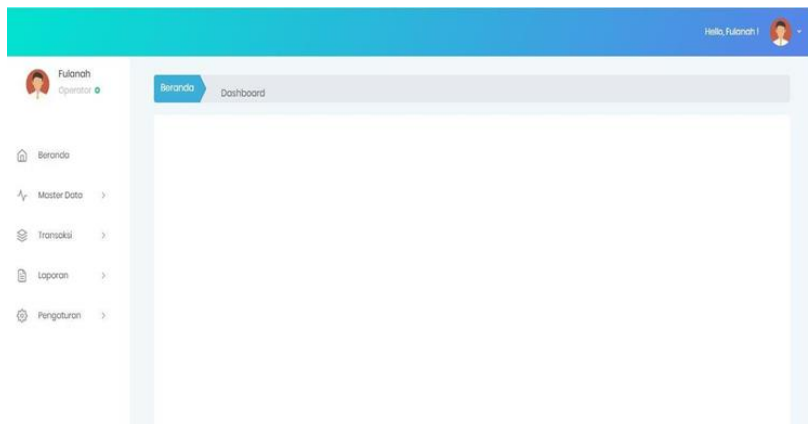 Hello, Fulanah !
Fulanah
Operator
Beranda
Dashboard
Beranda
Master Data
Transaksi
Laporan
Pengaturan